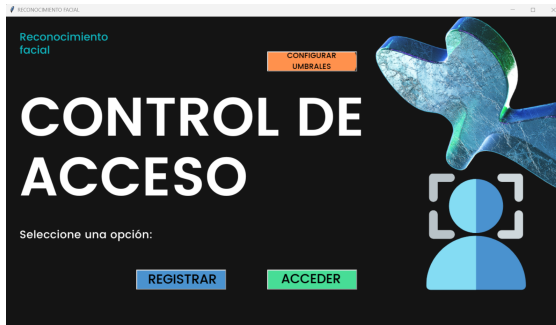 RECONOCIMIENTO FACIAL
Reconocimiento
facial
CONFIGURAR
UMBRALES
CONTROL DE
ACCESO
Seleccione una opción:
REGISTRAR
ACCEDER